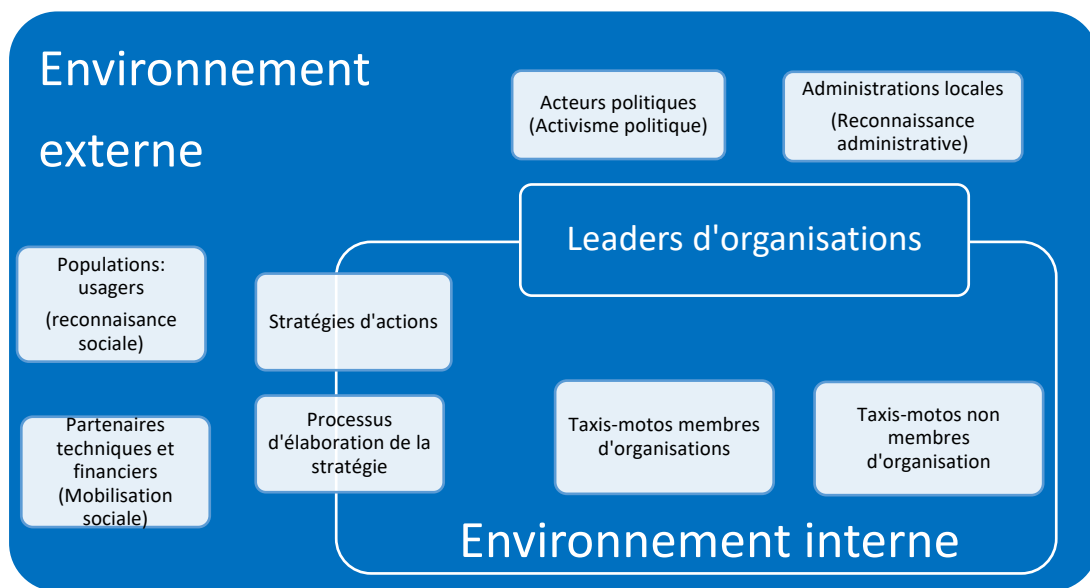 Environnement
externe
Acteurs politiques
(Activisme politique)
Administrations locales
(Reconnaissance
administrative)
Leaders d'organisations
Populations:
usagers
(reconnaisance
sociale)
Stratégies d'actions
Partenaires
techniques et
financiers
(Mobilisation
sociale)
Processus
d'élaboration de la
stratégie
Taxis-motos membres
d'organisations
Taxis-motos non
membres
d'organisation
Environnement interne